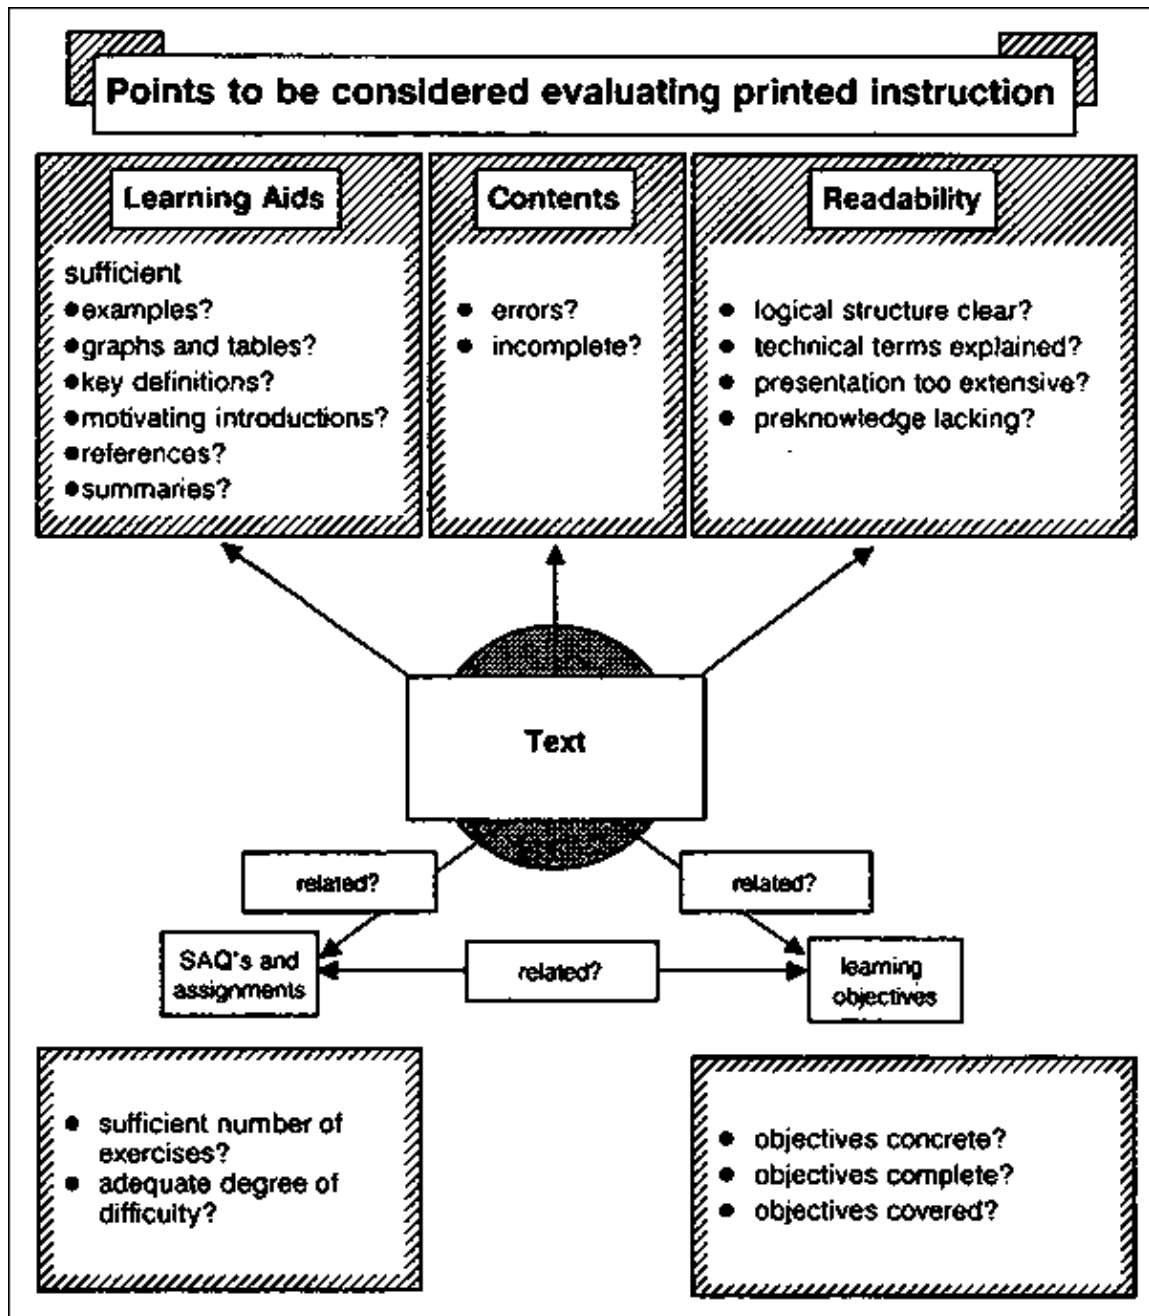 Points to be considered evaluating printed instruction
Learning Aids
sufficient
●examples?
●graphs and tables?
●key definitions?
●motivating introductions?
●references?
●summaries?
Contents
● errors?
● incomplete?
Readability
● logical structure clear?
● technical terms explained?
● presentation too extensive?
● preknowledge lacking?
Text
related?
related?
SAQ's and
assignments
related?
learning
objectives
● sufficient number of
exercises?
● adequate degree of
difficulty?
● objectives concrete?
● objectives complete?
● objectives covered?